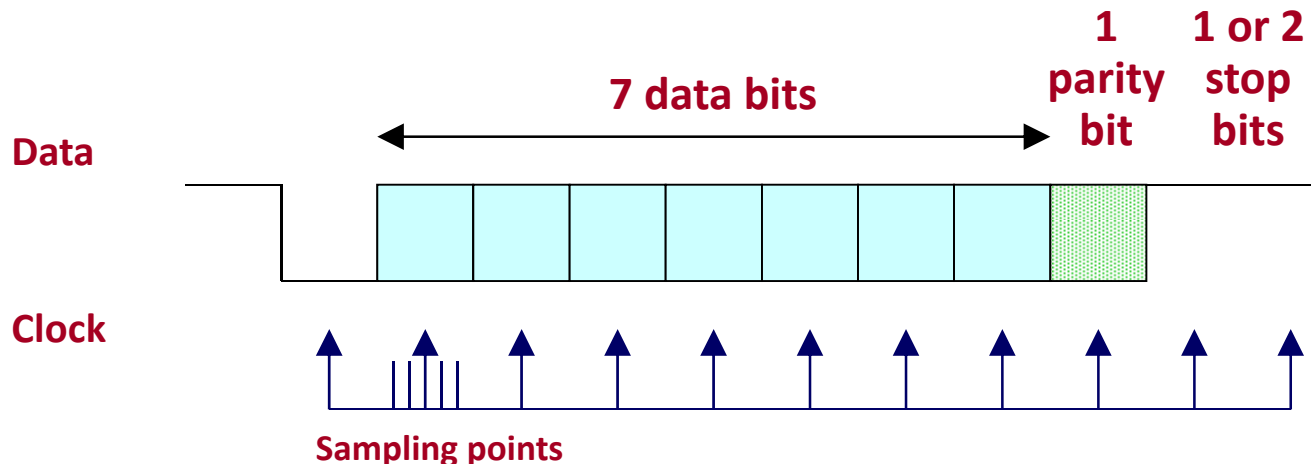 1
parity
bit
1 or 2
stop
bits
7 data bits
Data
Clock
Sampling points